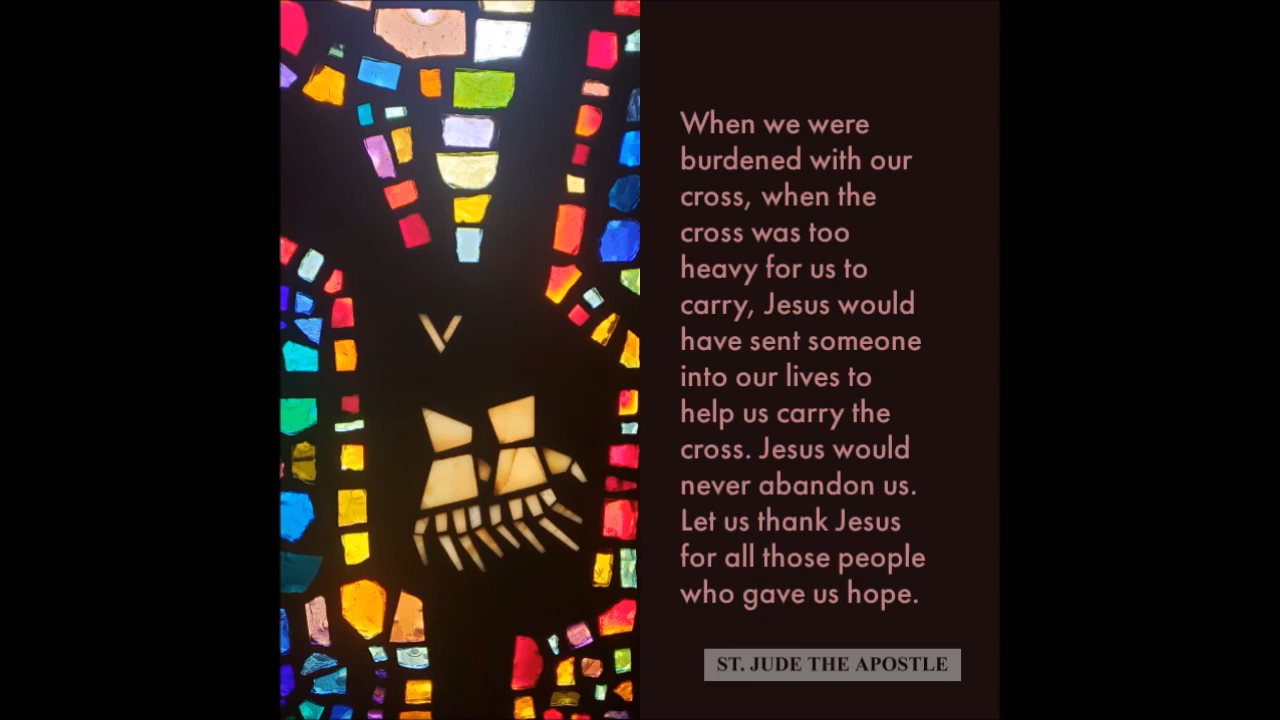 When we were
burdened with our
cross, when the
cross was too
heavy for us to
carry, Jesus would
have sent someone
into our lives to
help us carry the
cross. Jesus would
never abandon us.
Let us thank Jesus
for all those people
who gave us hope.
ST. JUDE THE APOSTLE